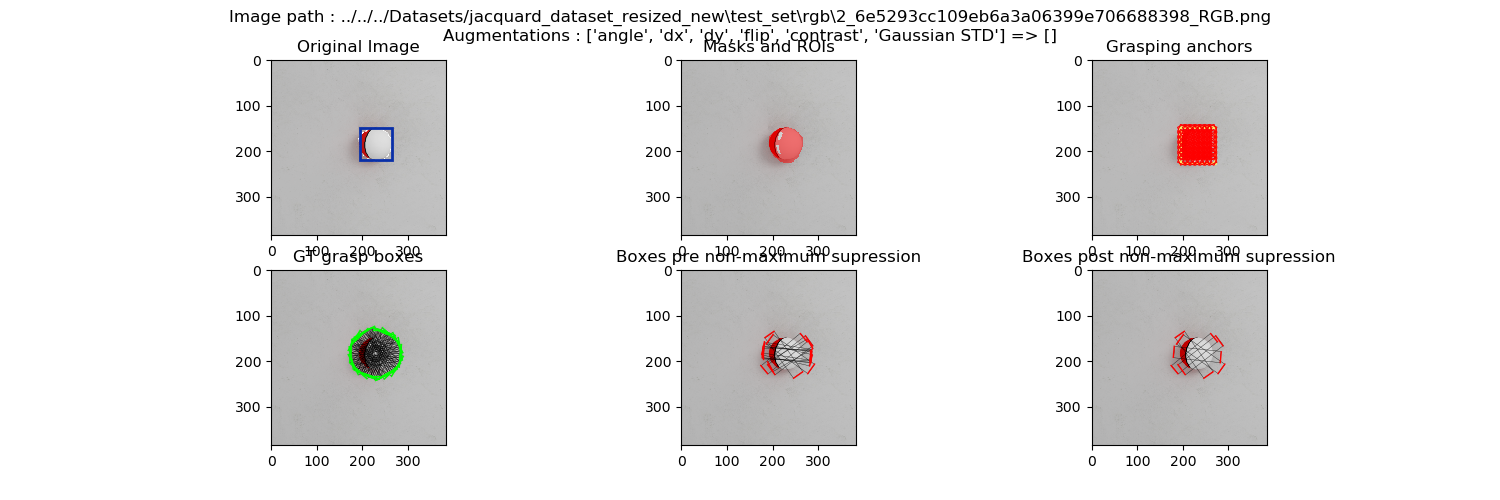 Image path : ../../../Datasets/jacquard_dataset_resized_new\test_set\rgb\2_6e5293cc109eb6a3a06399e706688398_RGB.png
Augmentations : ['angle', 'dx', 'dy', 'flip', 'contrast', 'Gaussian STD'] => []
Original Image
Masks and ROIs
Grasping anchors
0
100
200
300
0 100 200 300
0
100
200
300
0 100 200 300
0
100
200
300
0 100 200 300
GT grasp boxes
Boxes pre non-maximum supression
Boxes post non-maximum supression
0
100
200
300
0 100 200 300
0
100
200
300
0 100 200 300
0
100
200
300
0 100 200 300